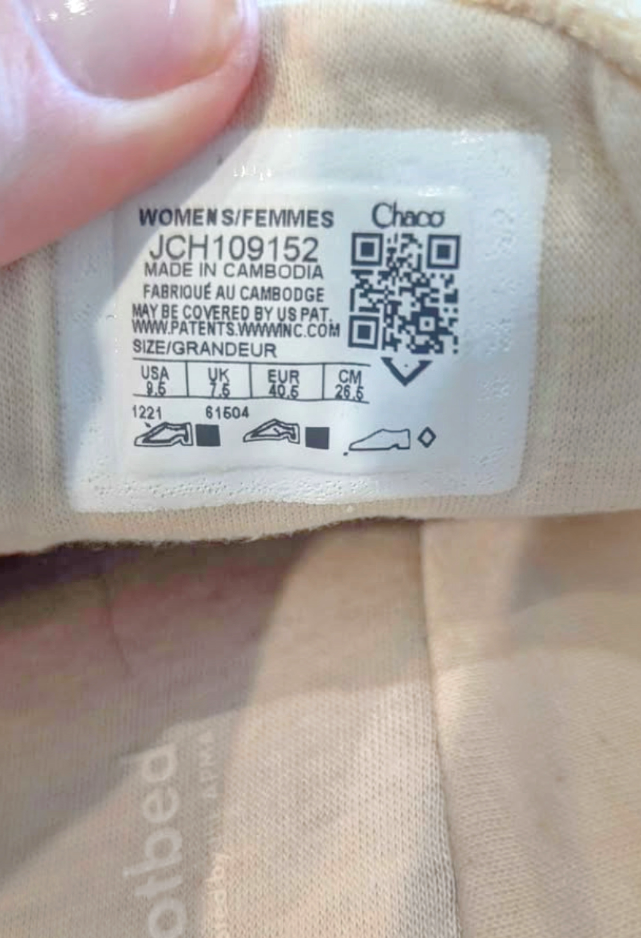 WOMENS/FEMMES
Chaco
JCH109152
MADE IN CAMBODIA
FABRIQUÉ AU CAMBODGE
MAY BE COVERED BY US PAT.
WWW.PATENTS.WWWINC.COM
SIZE/GRANDEUR
USA UK EUR CM
9.5 7.5 40.5 26.5
1221 61504
otbed
APMA